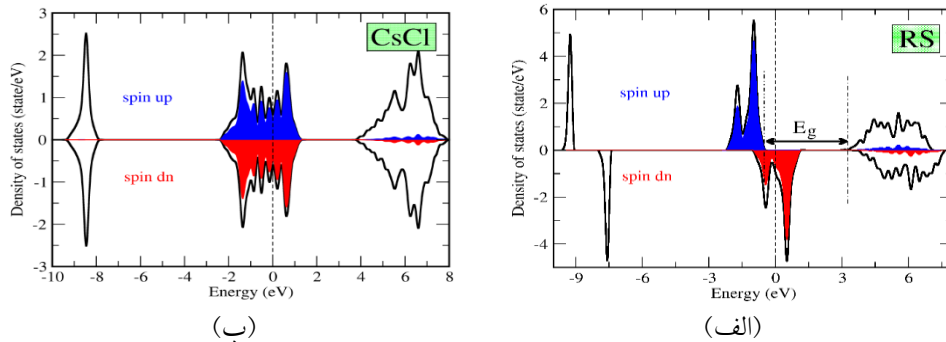 CsCl
3
2
1
0
-1
-2
-3
Density of states (state/eV)
spin up
spin dn
-10 -8 -6 -4 -2 0 2 4 6 8
Energy (eV)
(ب)
RS
6
4
2
0
-2
-4
Density of states (state/eV)
spin up
E_g
spin dn
-9 -6 -3 0 3 6
Energy (eV)
(الف)